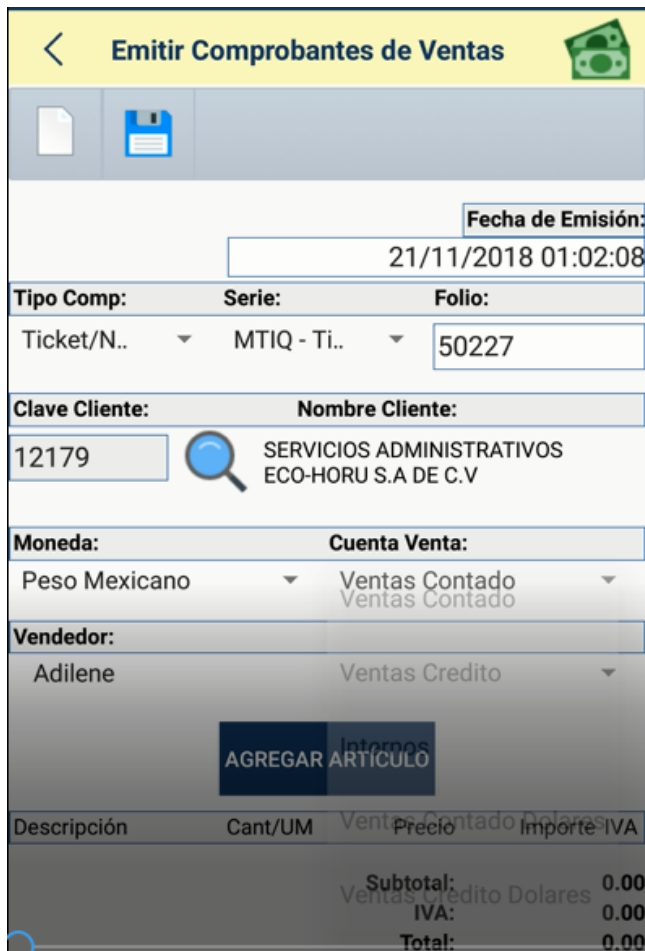 Emitir Comprobantes de Ventas
Fecha de Emisión:
21/11/2018 01:02:08
Tipo Comp: Serie: Folio:
Ticket/N.. MTIQ - Ti.. 50227
Clave Cliente: Nombre Cliente:
12179 SERVICIOS ADMINISTRATIVOS
ECO-HORU S.A DE C.V
Moneda: Cuenta Venta:
Peso Mexicano Ventas Contado
Ventas Contado
Vendedor:
Adilene Ventas Credito
Internos
AGREGAR ARTÍCULO
Descripción Cant/UM Precio Importe IVA
Ventas Contado Dolares
Subtotal: 0.00
Ventas Credito Dolares
IVA: 0.00
Total: 0.00